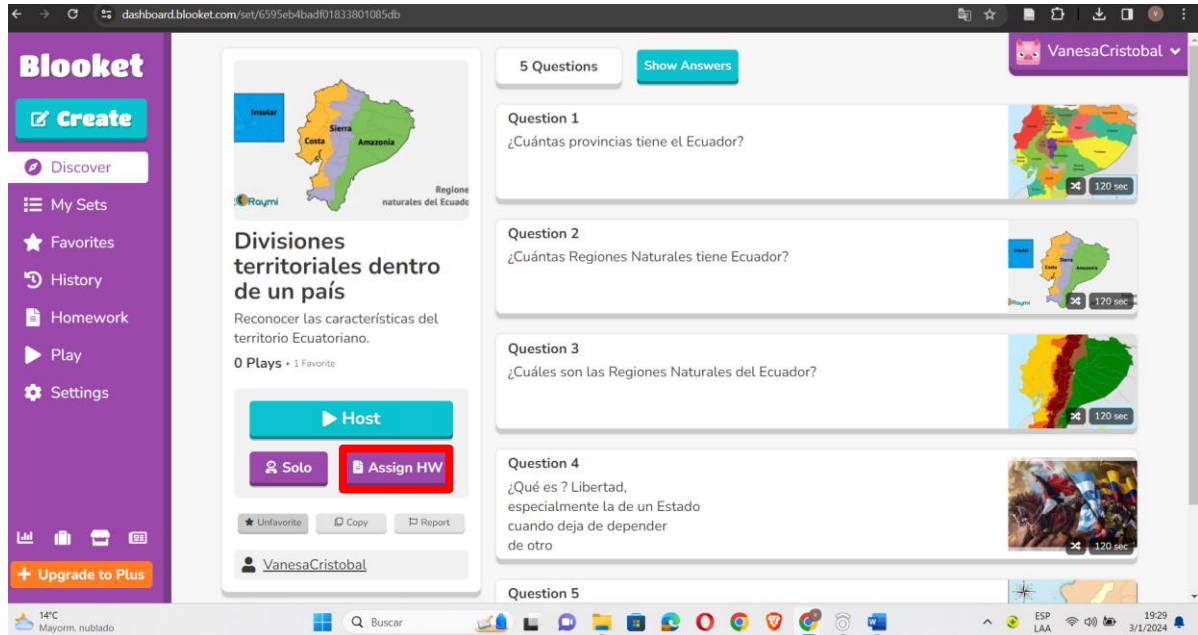 dashboard.blooket.com/set/6595eb4badf01833801085db
Blooket
Create
Discover
My Sets
Favorites
History
Homework
Play
Settings
Upgrade to Plus
Insular
Costa
Sierra
Amazonia
Raymi
Regione
naturales del Ecuado
Divisiones
territoriales dentro
de un país
Reconocer las características del
territorio Ecuatoriano.
0 Plays · 1 Favorite
Host
Solo
Assign HW
Unfavorite
Copy
Report
VanesaCristobal
5 Questions
Show Answers
VanesaCristobal
Question 1
¿Cuántas provincias tiene el Ecuador?
120 sec
Question 2
¿Cuántas Regiones Naturales tiene Ecuador?
Insular
Costa
Sierra
Amazonia
Raymi
120 sec
Question 3
¿Cuáles son las Regiones Naturales del Ecuador?
120 sec
Question 4
¿Qué es ? Libertad,
especialmente la de un Estado
cuando deja de depender
de otro
120 sec
Question 5
14°C
Mayorm. nublado
Buscar
ESP
LAA
19:29
3/1/2024